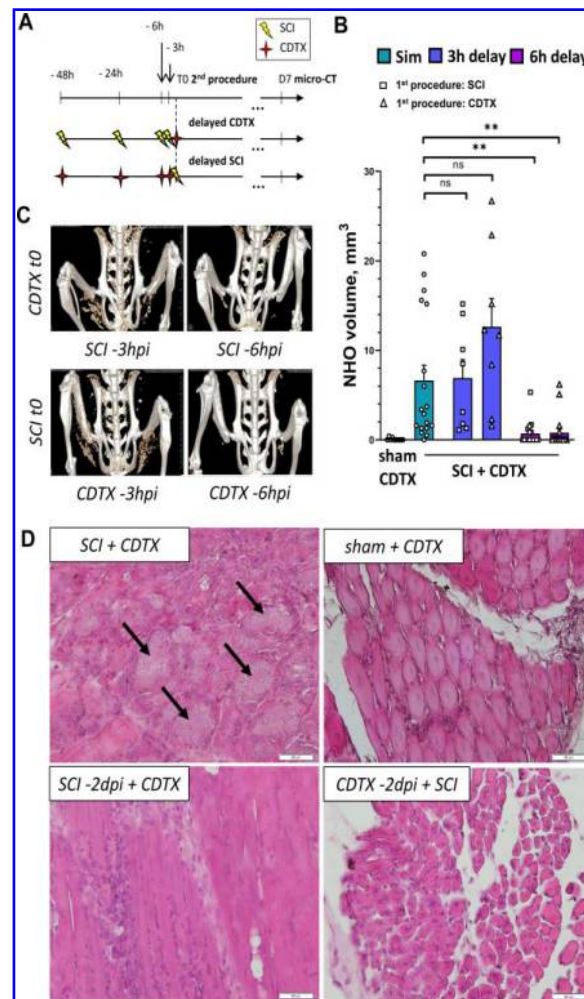 A
- 6h
- 3h
SCI
CDTX
- 48h
- 24h
T0 2nd procedure
D7 micro-CT
...
delayed CDTX
...
delayed SCI
...
B
Sim
3h delay
6h delay
1st procedure: SCI
1st procedure: CDTX
**
**
ns
ns
NHO volume, mm³
30
20
10
0
sham
CDTX
SCI + CDTX
C
CDTX t0
SCI -3hpi
SCI -6hpi
SCI t0
CDTX -3hpi
CDTX -6hpi
D
SCI + CDTX
sham + CDTX
SCI -2dpi + CDTX
CDTX -2dpi + SCI